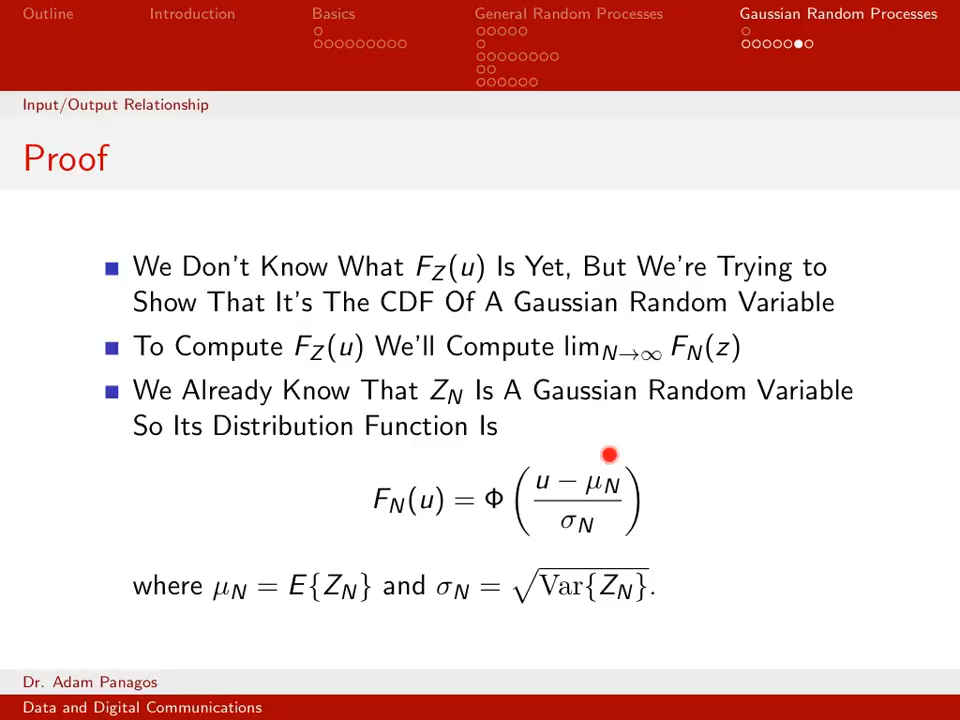 Outline Introduction Basics General Random Processes Gaussian Random Processes
Input/Output Relationship
Proof
We Don't Know What F_Z(u) Is Yet, But We're Trying to
Show That It's The CDF Of A Gaussian Random Variable
To Compute F_Z(u) We'll Compute lim_{N→∞} F_N(z)
We Already Know That Z_N Is A Gaussian Random Variable
So Its Distribution Function Is
F_N(u) = Φ((u − μ_N)/σ_N)
where μ_N = E{Z_N} and σ_N = √Var{Z_N}.
Dr. Adam Panagos
Data and Digital Communications